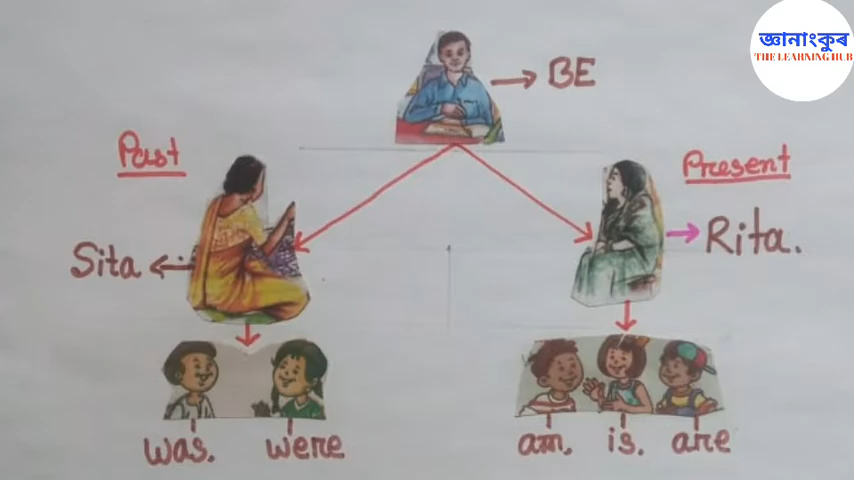 জ্ঞানাংকুৰ
THE LEARNING HUB
BE
Past
Present
Sita
Rita.
was. were
am. is. are